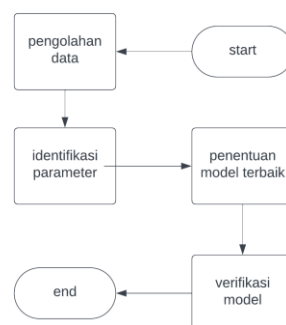 start
pengolahan
data
identifikasi
parameter
penentuan
model terbaik
verifikasi
model
end